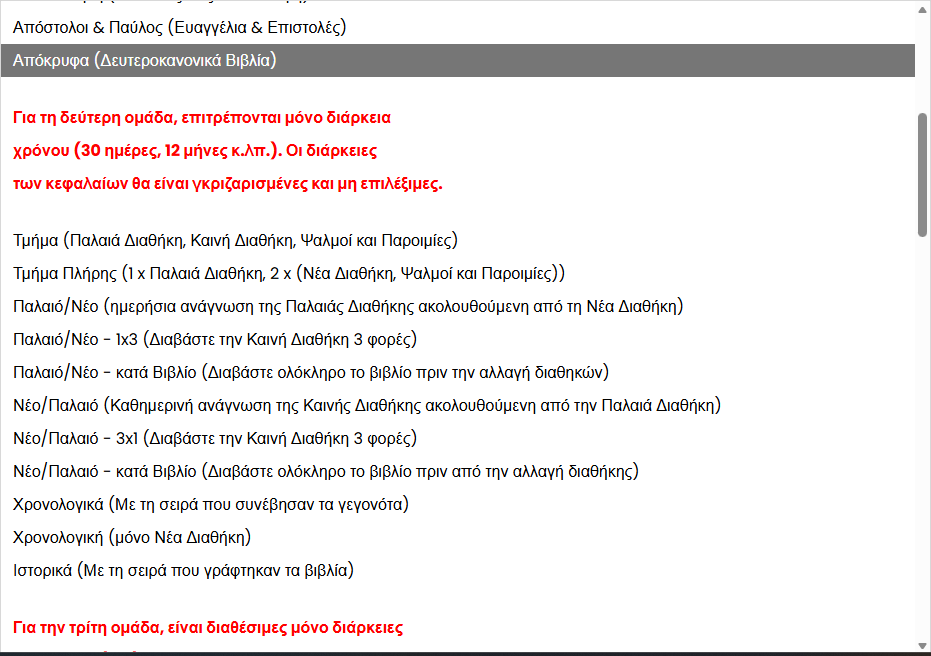 Απόστολοι & Παύλος (Ευαγγέλια & Επιστολές)
Απόκρυφα (Δευτεροκανονικά Βιβλία)
Για τη δεύτερη ομάδα, επιτρέπονται μόνο διάρκεια
χρόνου (30 ημέρες, 12 μήνες κ.λπ.). Οι διάρκειες
των κεφαλαίων θα είναι γκριζαρισμένες και μη επιλέξιμες.
Τμήμα (Παλαιά Διαθήκη, Καινή Διαθήκη, Ψαλμοί και Παροιμίες)
Τμήμα Πλήρης (1 x Παλαιά Διαθήκη, 2 x (Νέα Διαθήκη, Ψαλμοί και Παροιμίες))
Παλαιό/Νέο (ημερήσια ανάγνωση της Παλαιάς Διαθήκης ακολουθούμενη από τη Νέα Διαθήκη)
Παλαιό/Νέο - 1x3 (Διαβάστε την Καινή Διαθήκη 3 φορές)
Παλαιό/Νέο - κατά Βιβλίο (Διαβάστε ολόκληρο το βιβλίο πριν την αλλαγή διαθηκών)
Νέο/Παλαιό (Καθημερινή ανάγνωση της Καινής Διαθήκης ακολουθούμενη από την Παλαιά Διαθήκη)
Νέο/Παλαιό - 3x1 (Διαβάστε την Καινή Διαθήκη 3 φορές)
Νέο/Παλαιό - κατά Βιβλίο (Διαβάστε ολόκληρο το βιβλίο πριν από την αλλαγή διαθήκης)
Χρονολογικά (Με τη σειρά που συνέβησαν τα γεγονότα)
Χρονολογική (μόνο Νέα Διαθήκη)
Ιστορικά (Με τη σειρά που γράφτηκαν τα βιβλία)
Για την τρίτη ομάδα, είναι διαθέσιμες μόνο διάρκειες